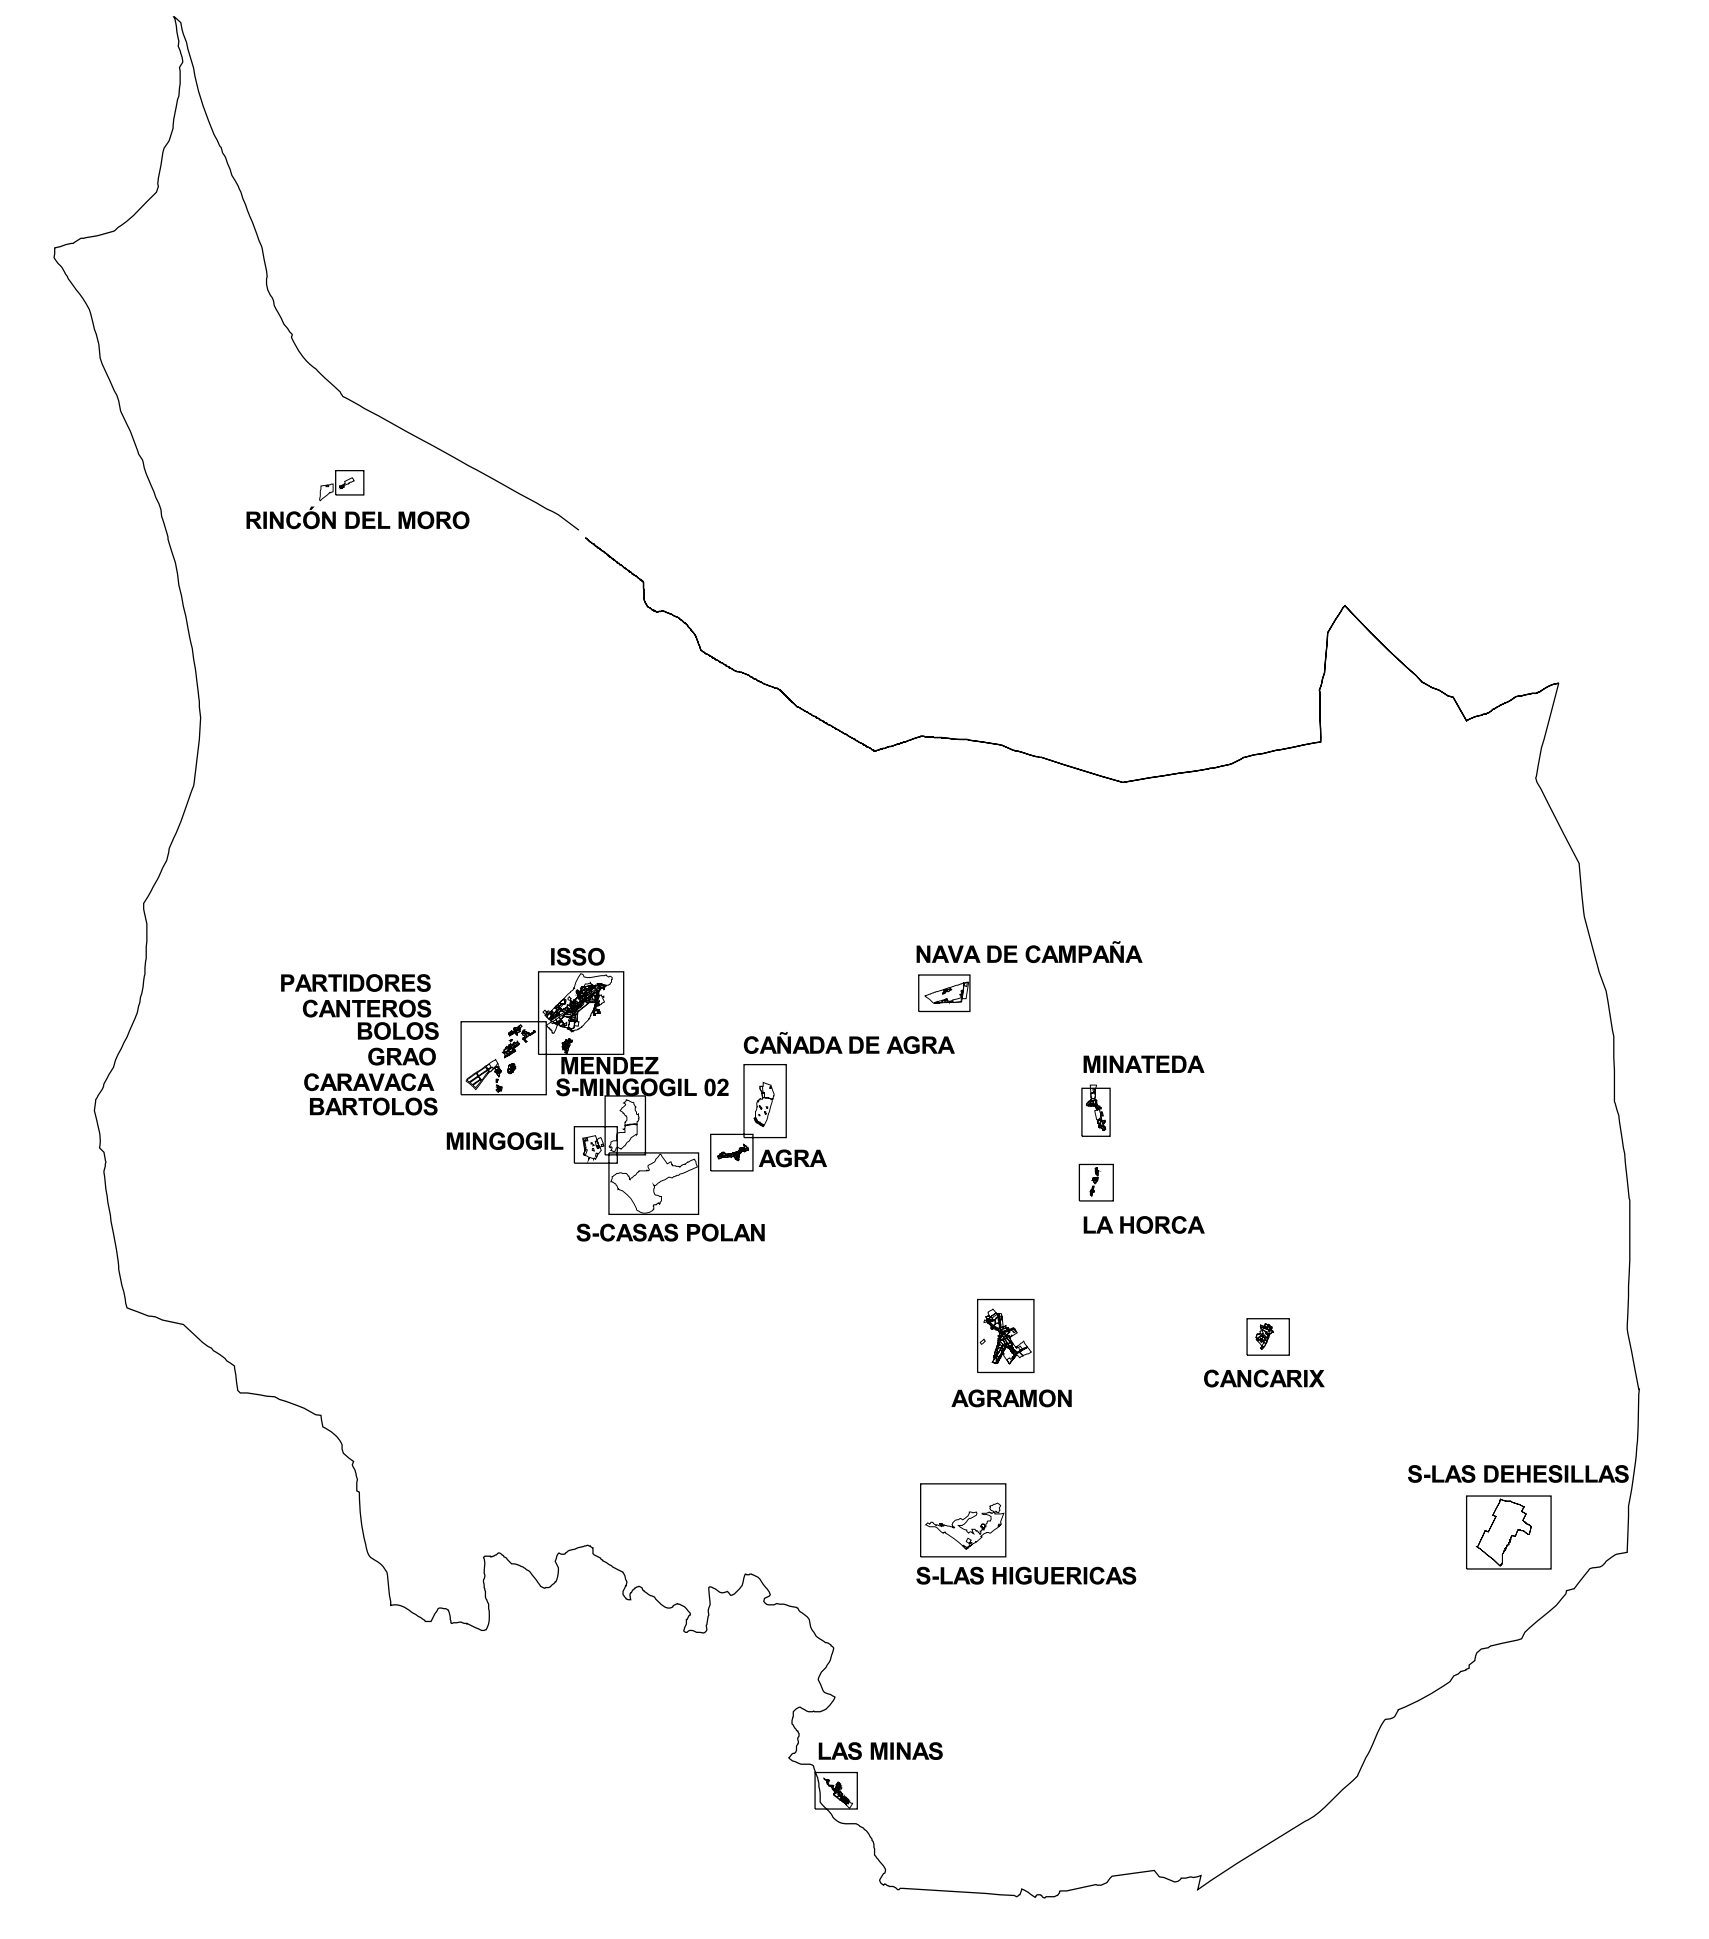 RINCÓN DEL MORO
ISSO
NAVA DE CAMPAÑA
PARTIDORES
CANTEROS
BOLOS
GRAO
CARAVACA
BARTOLOS
CAÑADA DE AGRA
MENDEZ
S-MINGOGIL 02
MINATEDA
MINGOGIL
AGRA
S-CASAS POLAN
LA HORCA
CANCARIX
AGRAMON
S-LAS DEHESILLAS
S-LAS HIGUERICAS
LAS MINAS